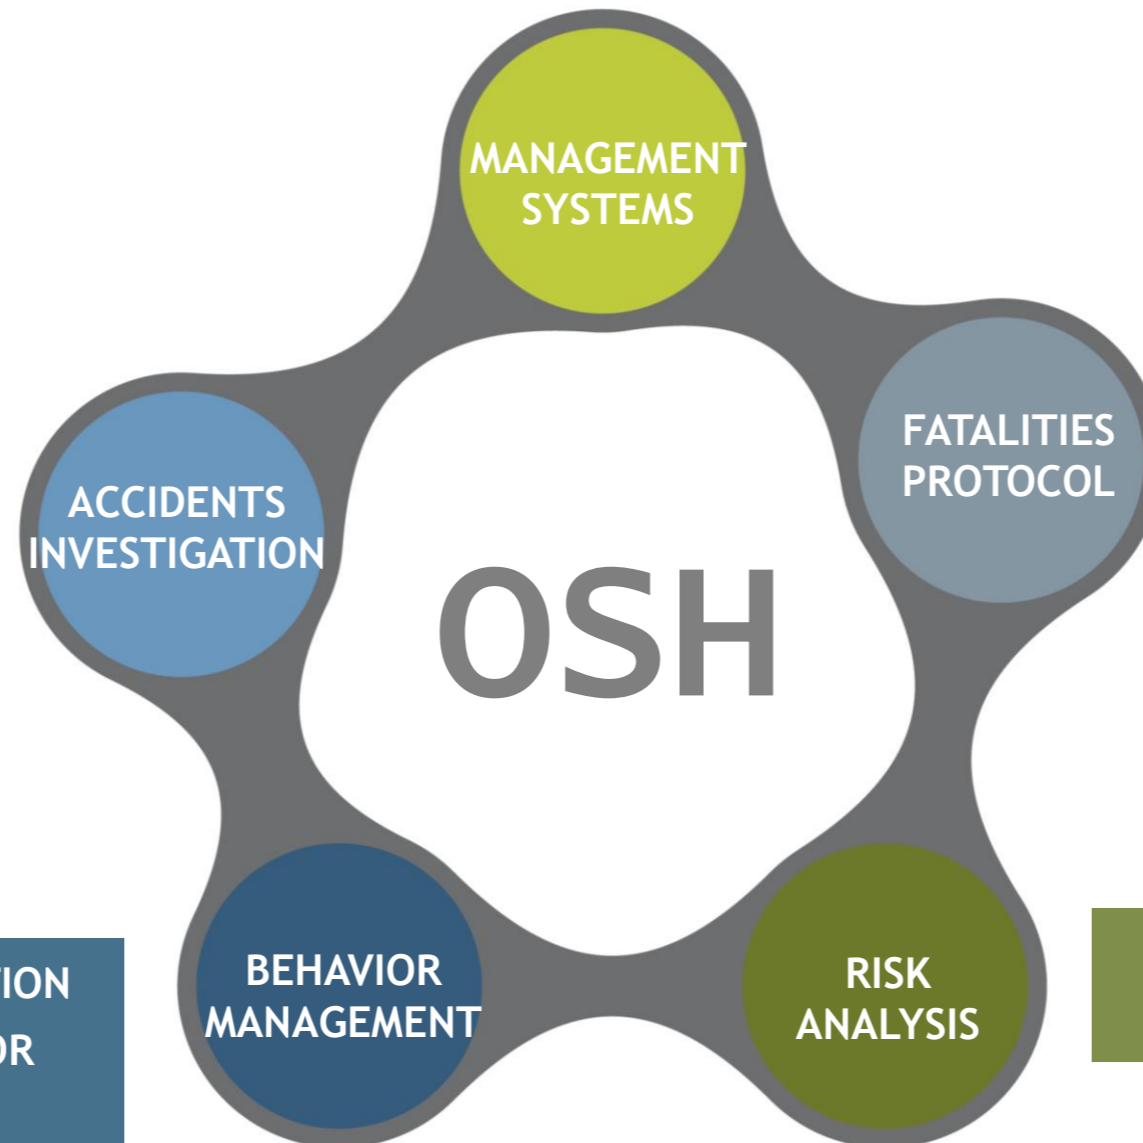 MANAGEMENT
SYSTEMS
FATALITIES
PROTOCOL
ACCIDENTS
INVESTIGATION
OSH
BEHAVIOR
MANAGEMENT
RISK
ANALYSIS